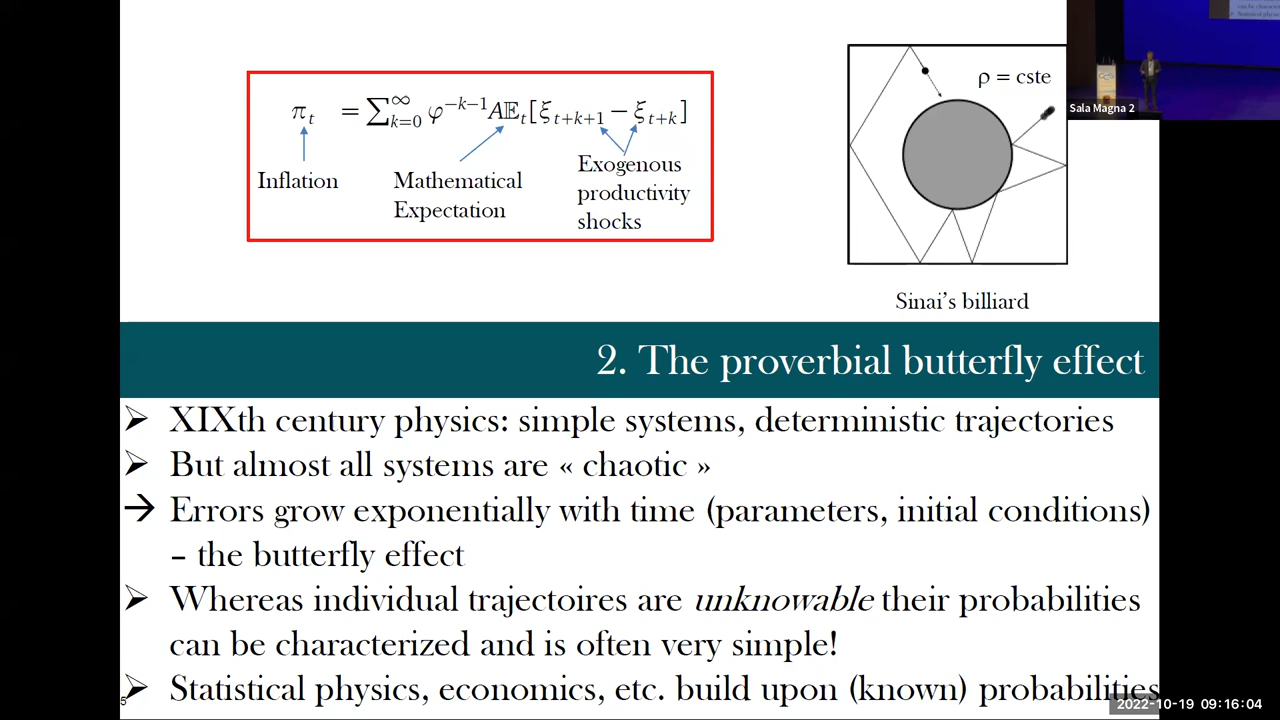 π_t = ∑_{k=0}^{∞} φ^{-k-1} A𝔼_t[ξ_{t+k+1} − ξ_{t+k}]
Inflation
Mathematical
Expectation
Exogenous
productivity
shocks
ρ = cste
Sala Magna 2
Sinai's billiard
2. The proverbial butterfly effect
➢ XIXth century physics: simple systems, deterministic trajectories
➢ But almost all systems are « chaotic »
→ Errors grow exponentially with time (parameters, initial conditions)
– the butterfly effect
➢ Whereas individual trajectoires are unknowable their probabilities
can be characterized and is often very simple!
➢ Statistical physics, economics, etc. build upon (known) probabilities
2022-10-19 09:16:04